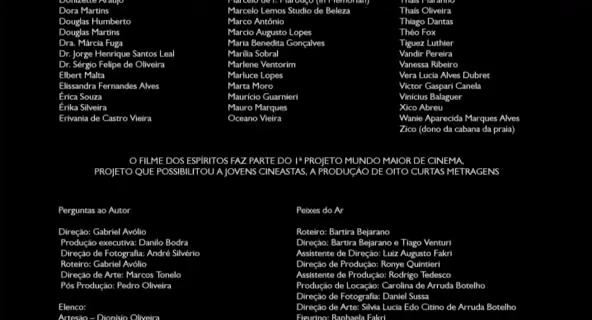 Donizette Araujo
Dora Martins
Douglas Humberto
Douglas Martins
Dra. Márcia Fuga
Dr. Jorge Henrique Santos Leal
Dr. Sérgio Felipe de Oliveira
Elbert Malta
Elissandra Fernandes Alves
Érica Souza
Érika Silveira
Erivania de Castro Vieira
Marcelo Lemos Studio de Beleza
Marco Antônio
Marcio Augusto Lopes
Maria Benedita Gonçalves
Marília Sobral
Marlene Ventorim
Marluce Lopes
Marta Moro
Maurício Guarnieri
Mauro Marques
Oceano Vieira
Thais Maranho
Thaís Oliveira
Thiago Dantas
Théo Fox
Tiguez Luthier
Vandir Pereira
Vanessa Ribeiro
Vera Lucia Alves Dubret
Victor Gaspari Canela
Vinícius Balaguer
Xico Abreu
Wanie Aparecida Marques Alves
Zico (dono da cabana da praia)
O FILME DOS ESPÍRITOS FAZ PARTE DO 1º PROJETO MUNDO MAIOR DE CINEMA,
PROJETO QUE POSSIBILITOU A JOVENS CINEASTAS, A PRODUÇÃO DE OITO CURTAS METRAGENS
Perguntas ao Autor
Direção: Gabriel Avólio
Produção executiva: Danilo Bodra
Direção de Fotografia: André Silvério
Roteiro: Gabriel Avólio
Direção de Arte: Marcos Tonelo
Pós Produção: Pedro Oliveira
Elenco:
Artesão – Dionisio Oliveira
Peixes do Ar
Roteiro: Bartira Bejarano
Direção: Bartira Bejarano e Tiago Venturi
Assistente de Direção: Luiz Augusto Fakri
Direção de Produção: Ronye Quintieri
Assistente de Produção: Rodrigo Tedesco
Produção de Locação: Carolina de Arruda Botelho
Direção de Fotografia: Daniel Sussa
Direção de Arte: Silvia Lucia Edo Citino de Arruda Botelho
Figurino: Raphaela Fakri